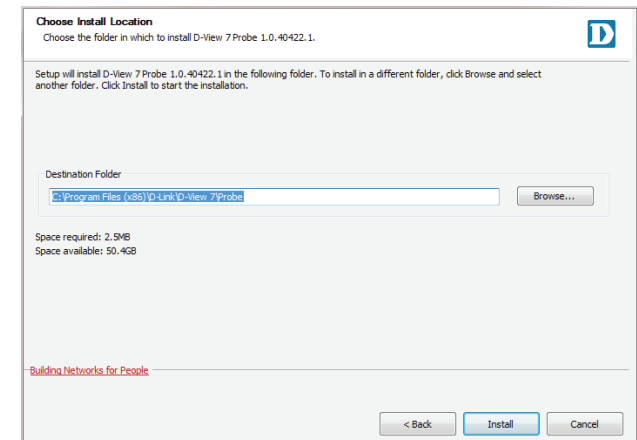 Choose Install Location
Choose the folder in which to install D-View 7 Probe 1.0.40422.1.
D
Setup will install D-View 7 Probe 1.0.40422.1 in the following folder. To install in a different folder, click Browse and select
another folder. Click Install to start the installation.
Destination Folder
C:\Program Files (x86)\D-Link\D-View 7\Probe
Browse...
Space required: 2.5MB
Space available: 50.4GB
Building Networks for People
< Back
Install
Cancel